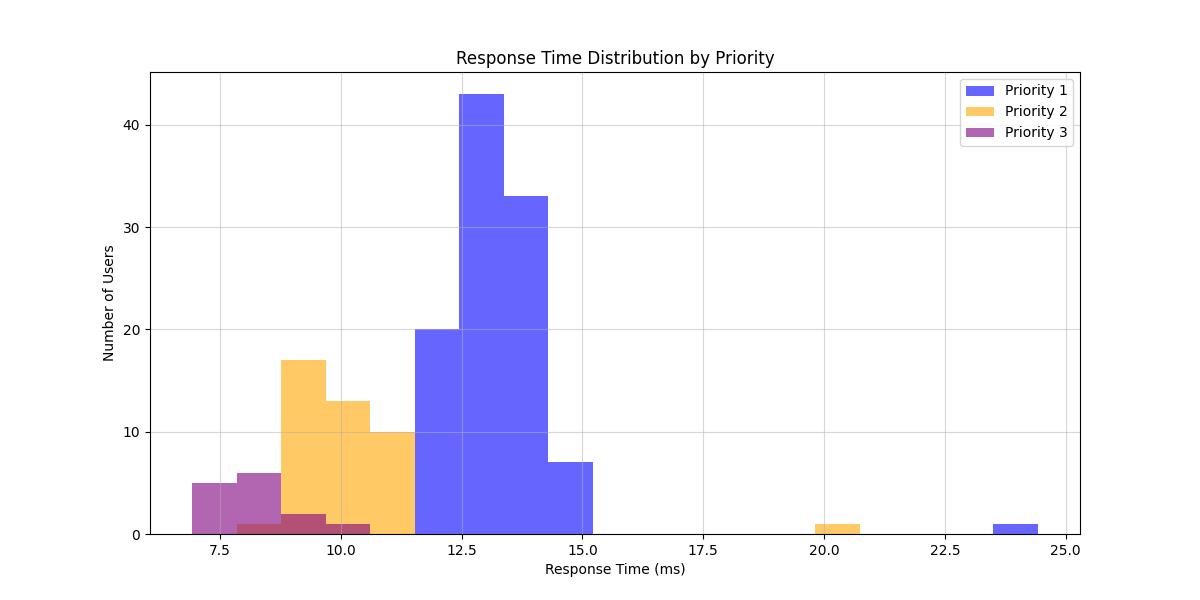 Response Time Distribution by Priority
Priority 1
Priority 2
Priority 3
Number of Users
40
30
20
10
0
7.5 10.0 12.5 15.0 17.5 20.0 22.5 25.0
Response Time (ms)